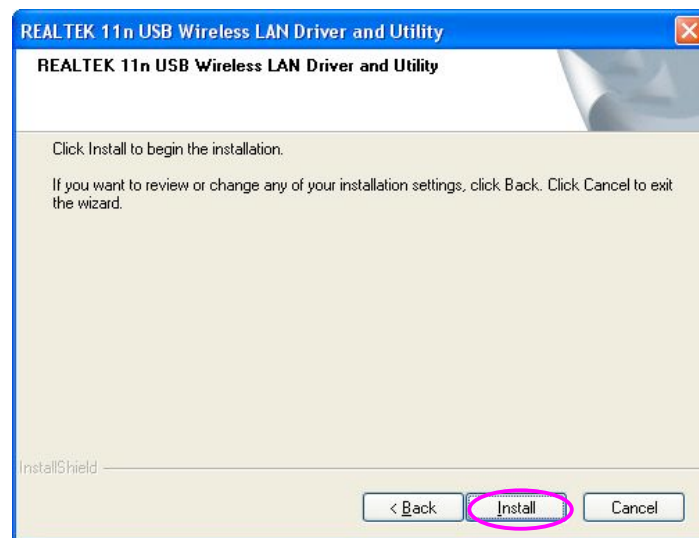 REALTEK 11n USB Wireless LAN Driver and Utility
REALTEK 11n USB Wireless LAN Driver and Utility
Click Install to begin the installation.
If you want to review or change any of your installation settings, click Back. Click Cancel to exit
the wizard.
InstallShield
< Back Install Cancel